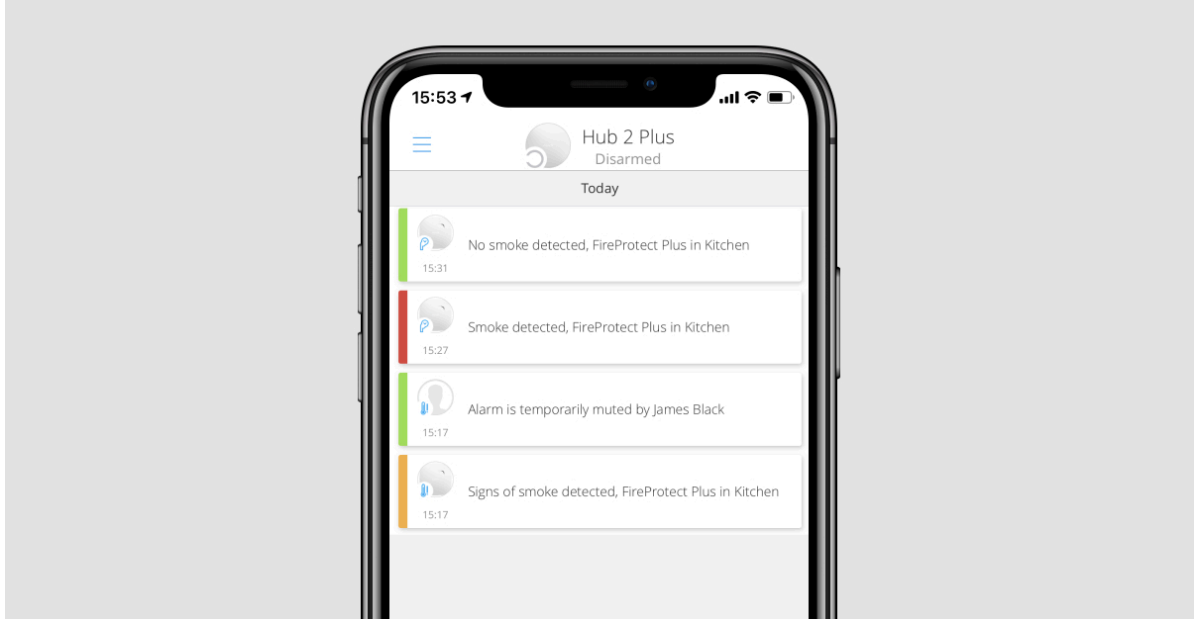 15:53
Hub 2 Plus
Disarmed
Today
No smoke detected, FireProtect Plus in Kitchen
15:31
Smoke detected, FireProtect Plus in Kitchen
15:27
Alarm is temporarily muted by James Black
15:17
Signs of smoke detected, FireProtect Plus in Kitchen
15:17